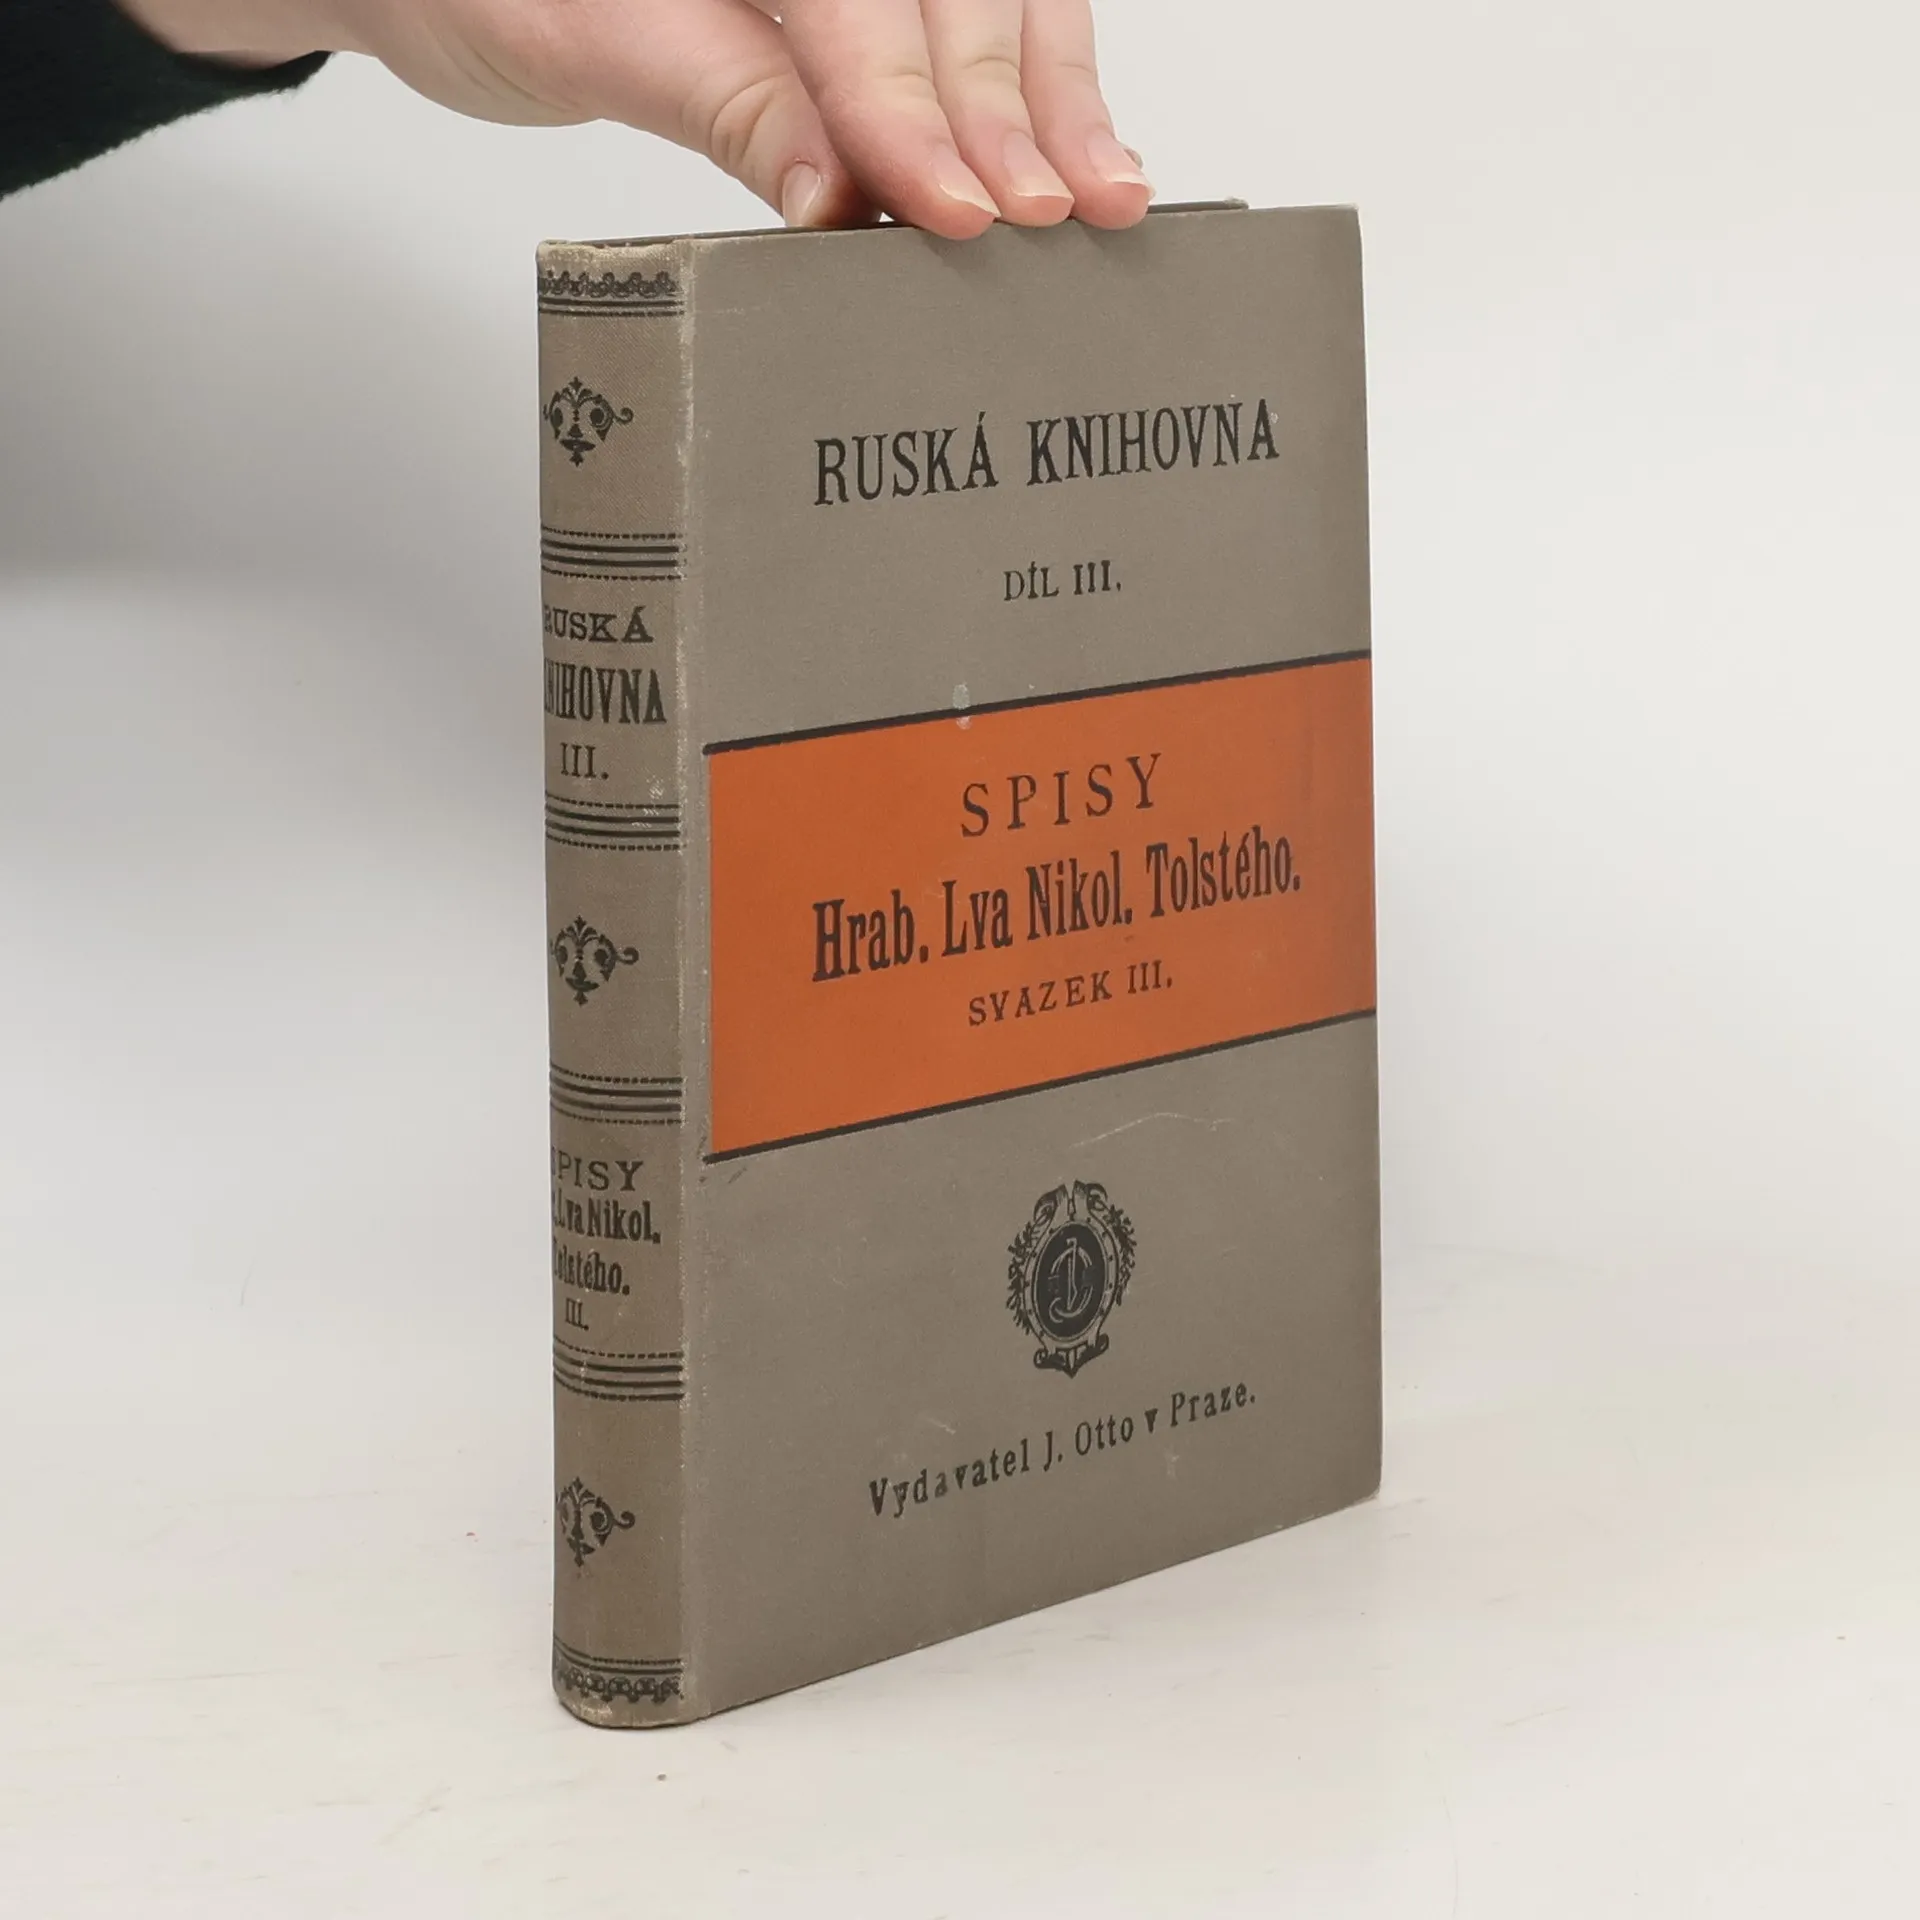 RUSKÁ KNIHOVNA
DÍL III.
SPISY
Hrab. Lva Nikol. Tolstého.
SVAZEK III.
Vydavatel J. Otto v Praze.
RUSKÁ
KNIHOVNA
III.
SPISY
Lva Nikol.
Tolstého.
III.